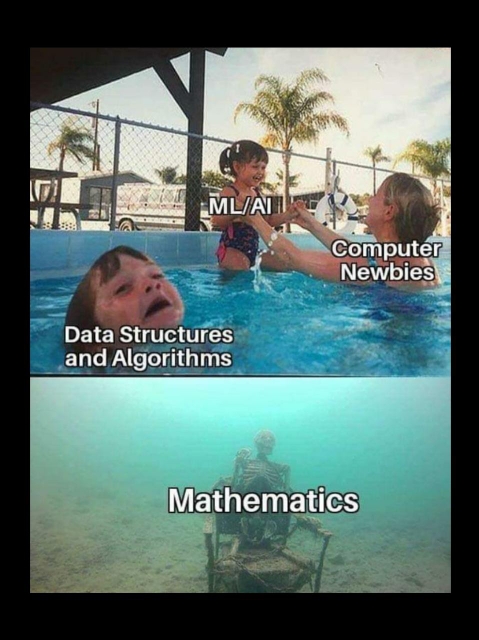 ML/AI
Computer
Newbies
Data Structures
and Algorithms
Mathematics